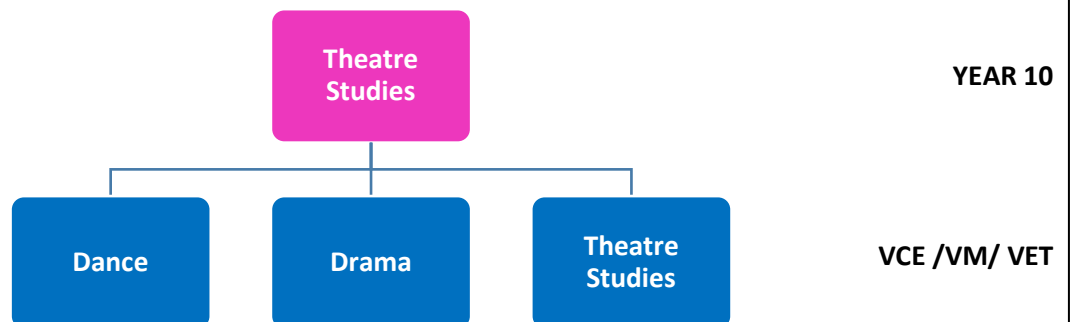 Theatre
Studies
YEAR 10
Dance
Drama
Theatre
Studies
VCE /VM/ VET